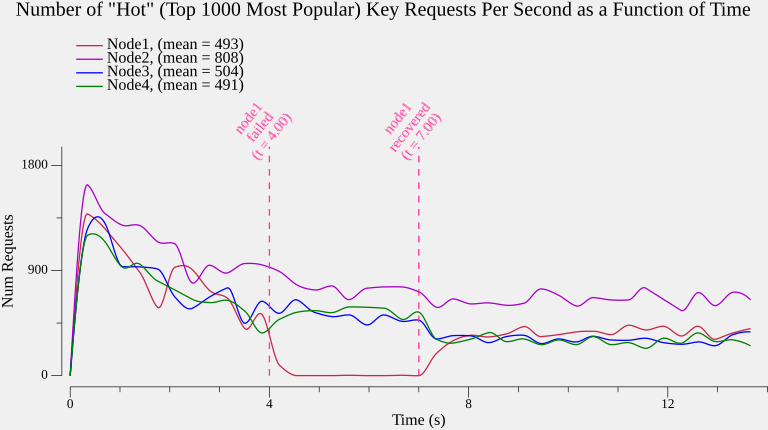 Number of "Hot" (Top 1000 Most Popular) Key Requests Per Second as a Function of Time
Node1, (mean = 493)
Node2, (mean = 808)
Node3, (mean = 504)
Node4, (mean = 491)
node1
failed
(t = 4.00)
node1
recovered
(t = 7.00)
1800
900
0
Num Requests
0
4
8
12
Time (s)